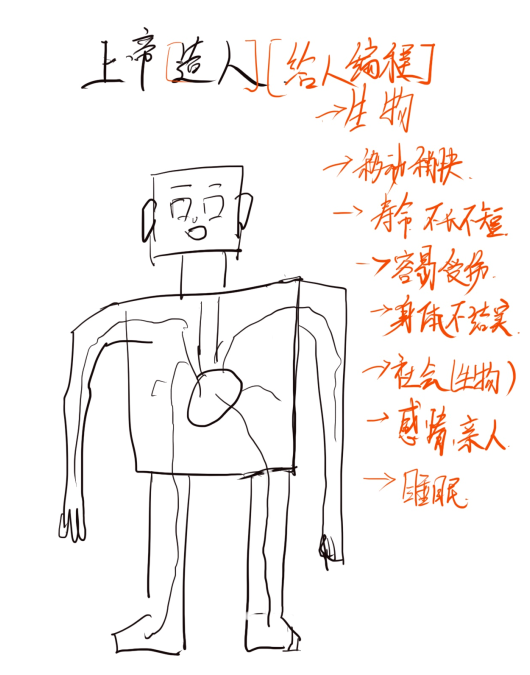 上帝[造人][给人编程]
→生物
→移动稍快
→寿命不长不短
→容易受伤
→身体不结实
→社会(生物)
→感情,亲人
→睡眠